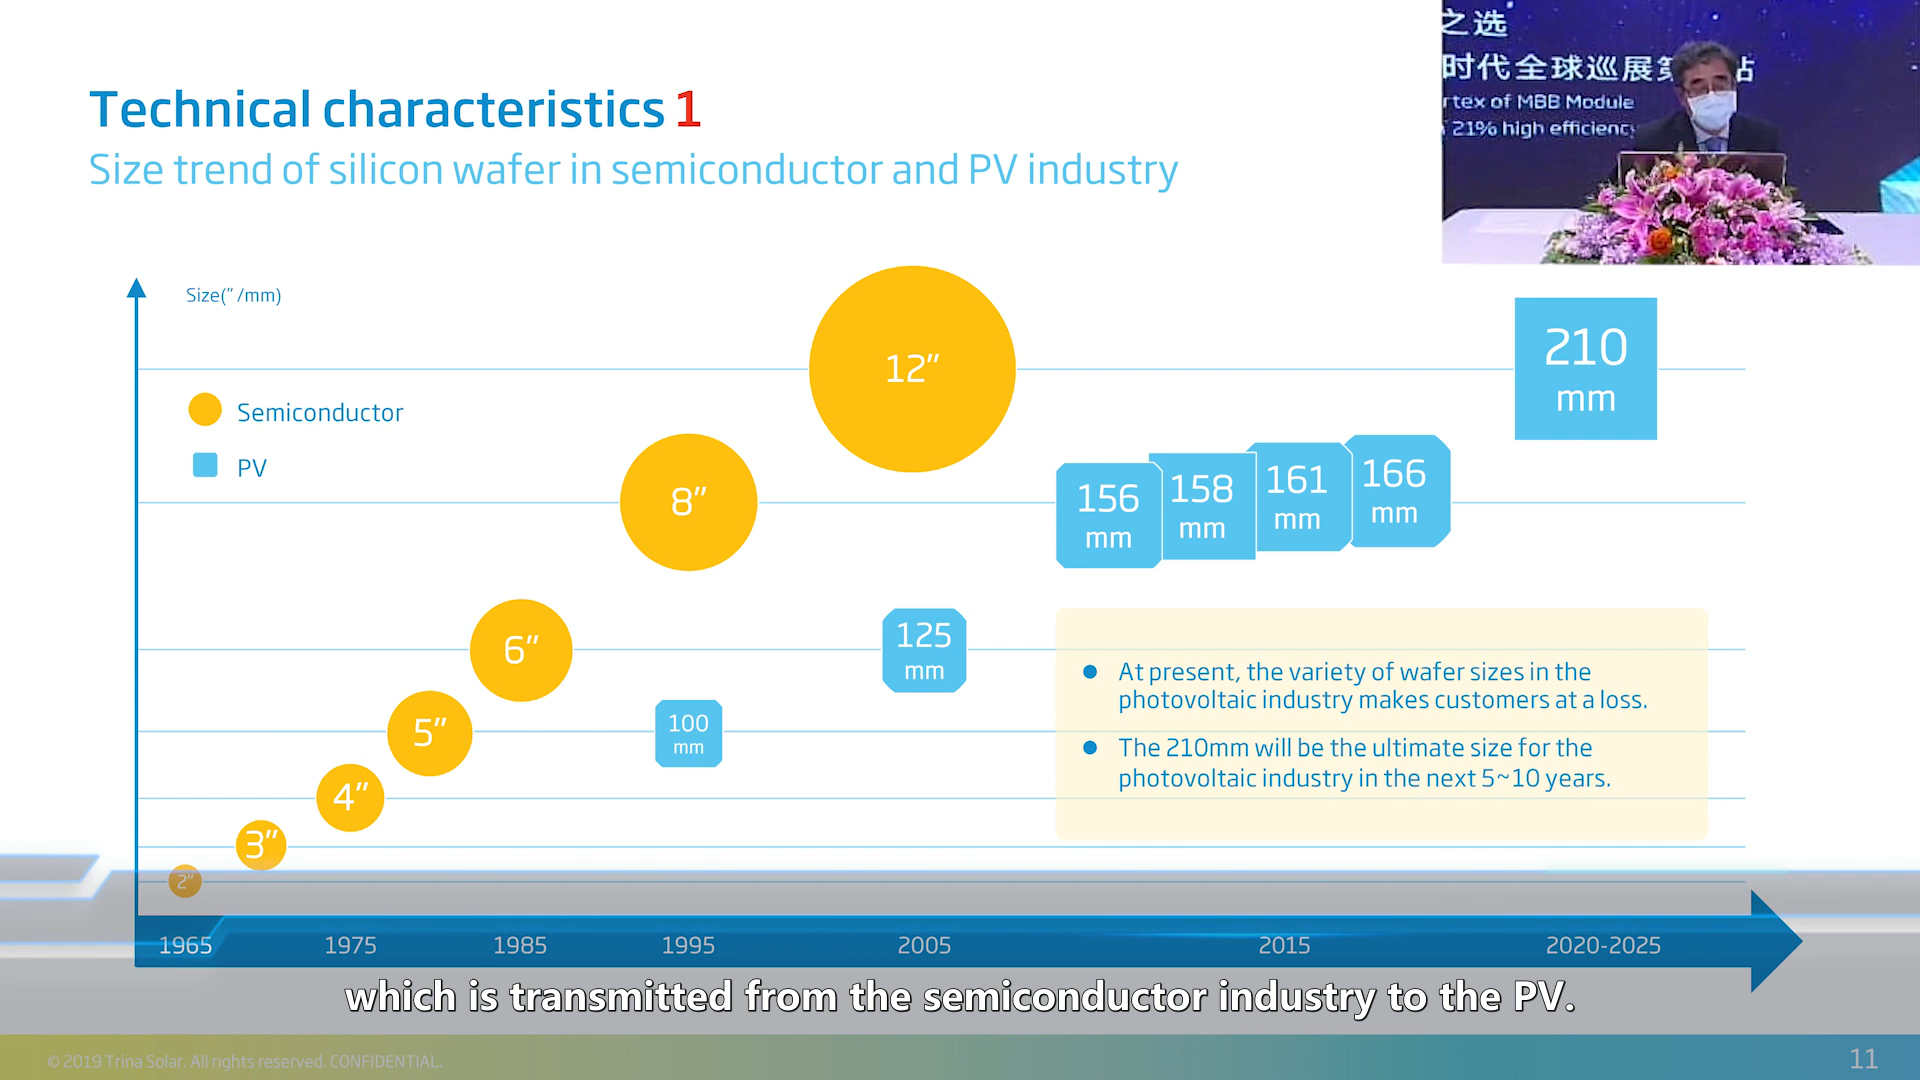 Technical characteristics 1
Size trend of silicon wafer in semiconductor and PV industry
之选
时代全球巡展
rtex of MBB Module
21% high efficiency
Size(" /mm)
Semiconductor
PV
12"
8"
6"
5"
4"
3"
2"
100
mm
125
mm
156
mm
158
mm
161
mm
166
mm
210
mm
At present, the variety of wafer sizes in the
photovoltaic industry makes customers at a loss.
The 210mm will be the ultimate size for the
photovoltaic industry in the next 5~10 years.
1965 1975 1985 1995 2005 2015 2020-2025
which is transmitted from the semiconductor industry to the PV.
© 2019 Trina Solar. All rights reserved. CONFIDENTIAL.
11